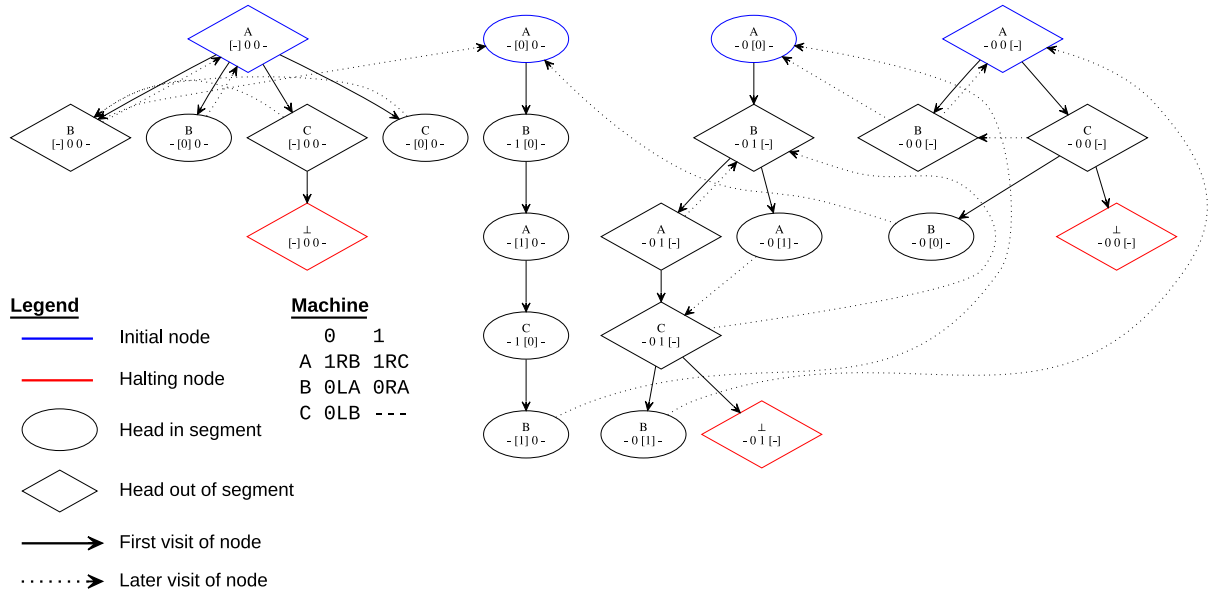 A
[-] 0 0 -
A
- [0] 0 -
A
- 0 [0] -
A
- 0 0 [-]
B
[-] 0 0 -
B
- [0] 0 -
C
[-] 0 0 -
C
- [0] 0 -
B
- 1 [0] -
B
- 0 1 [-]
B
- 0 0 [-]
C
- 0 0 [-]
⊥
[-] 0 0 -
A
- [1] 0 -
A
- 0 1 [-]
A
- 0 [1] -
B
- 0 [0] -
⊥
- 0 0 [-]
C
- 1 [0] -
C
- 0 1 [-]
B
- [1] 0 -
B
- 0 [1] -
⊥
- 0 1 [-]
Legend
Initial node
Halting node
Head in segment
Head out of segment
First visit of node
Later visit of node
Machine
0 1
A 1RB 1RC
B 0LA 0RA
C 0LB ---